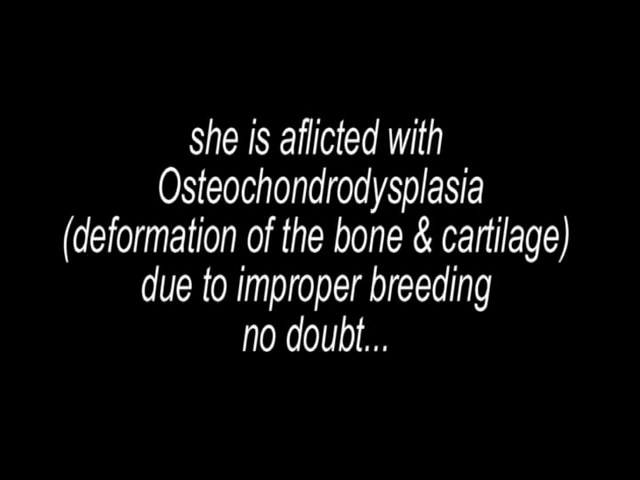 she is aflicted with
Osteochondrodysplasia
(deformation of the bone & cartilage)
due to improper breeding
no doubt...